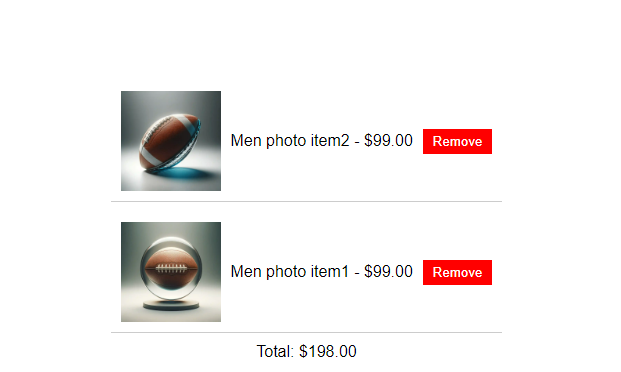 Men photo item2 - $99.00 Remove
Men photo item1 - $99.00 Remove
Total: $198.00